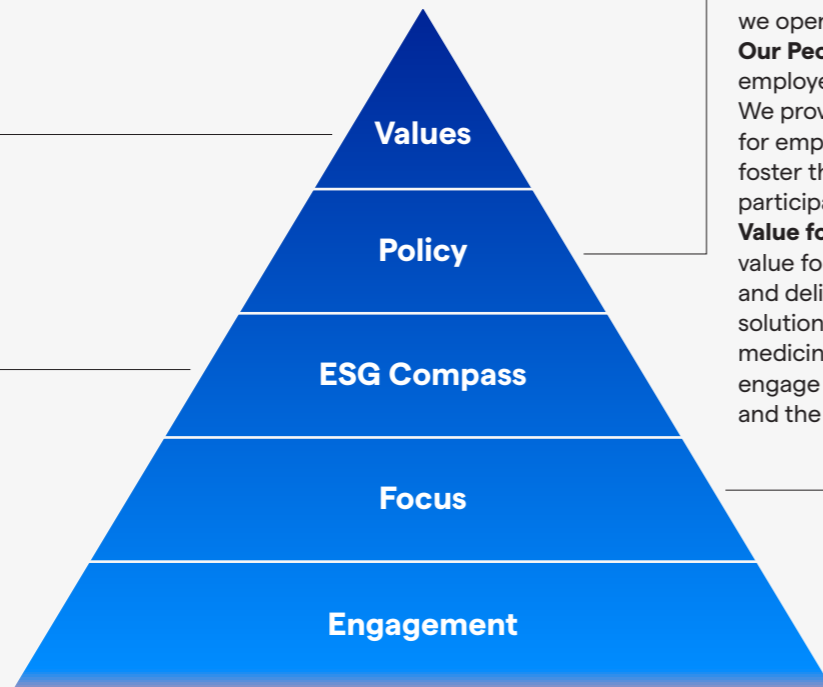 Values
Policy
ESG Compass
Focus
Engagement
we oper
Our Peo
employe
We prov
for emp
foster th
participa
Value fo
value fo
and deli
solution
medicin
engage
and the